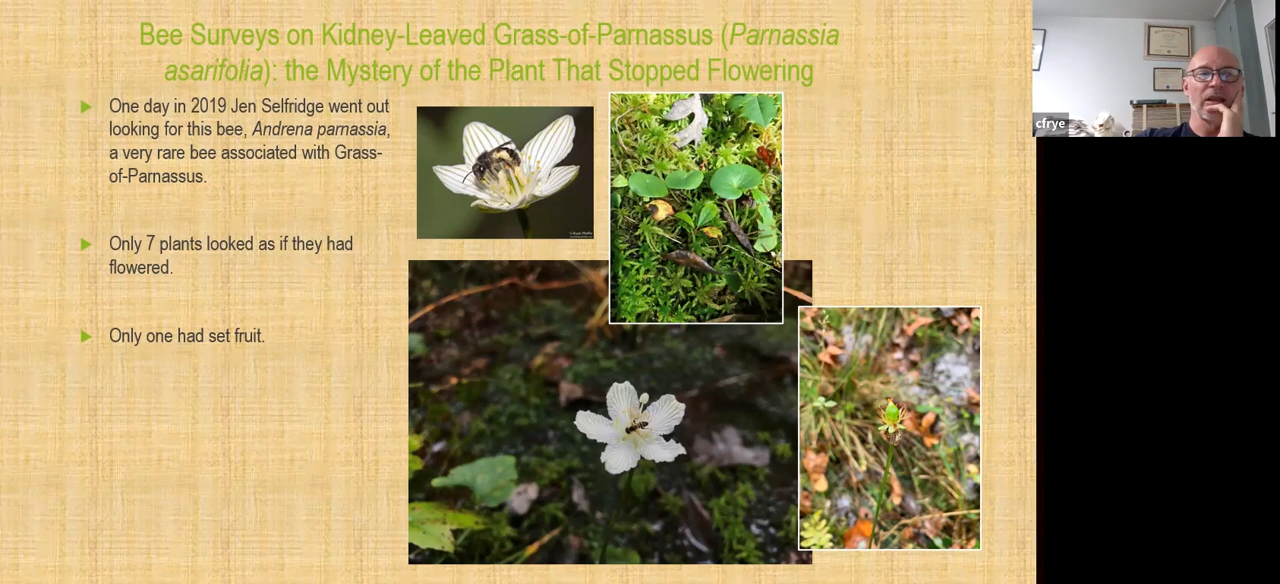 Bee Surveys on Kidney-Leaved Grass-of-Parnassus (Parnassia
asarifolia): the Mystery of the Plant That Stopped Flowering
One day in 2019 Jen Selfridge went out
looking for this bee, Andrena parnassia,
a very rare bee associated with Grass-
of-Parnassus.
Only 7 plants looked as if they had
flowered.
Only one had set fruit.
cfrye